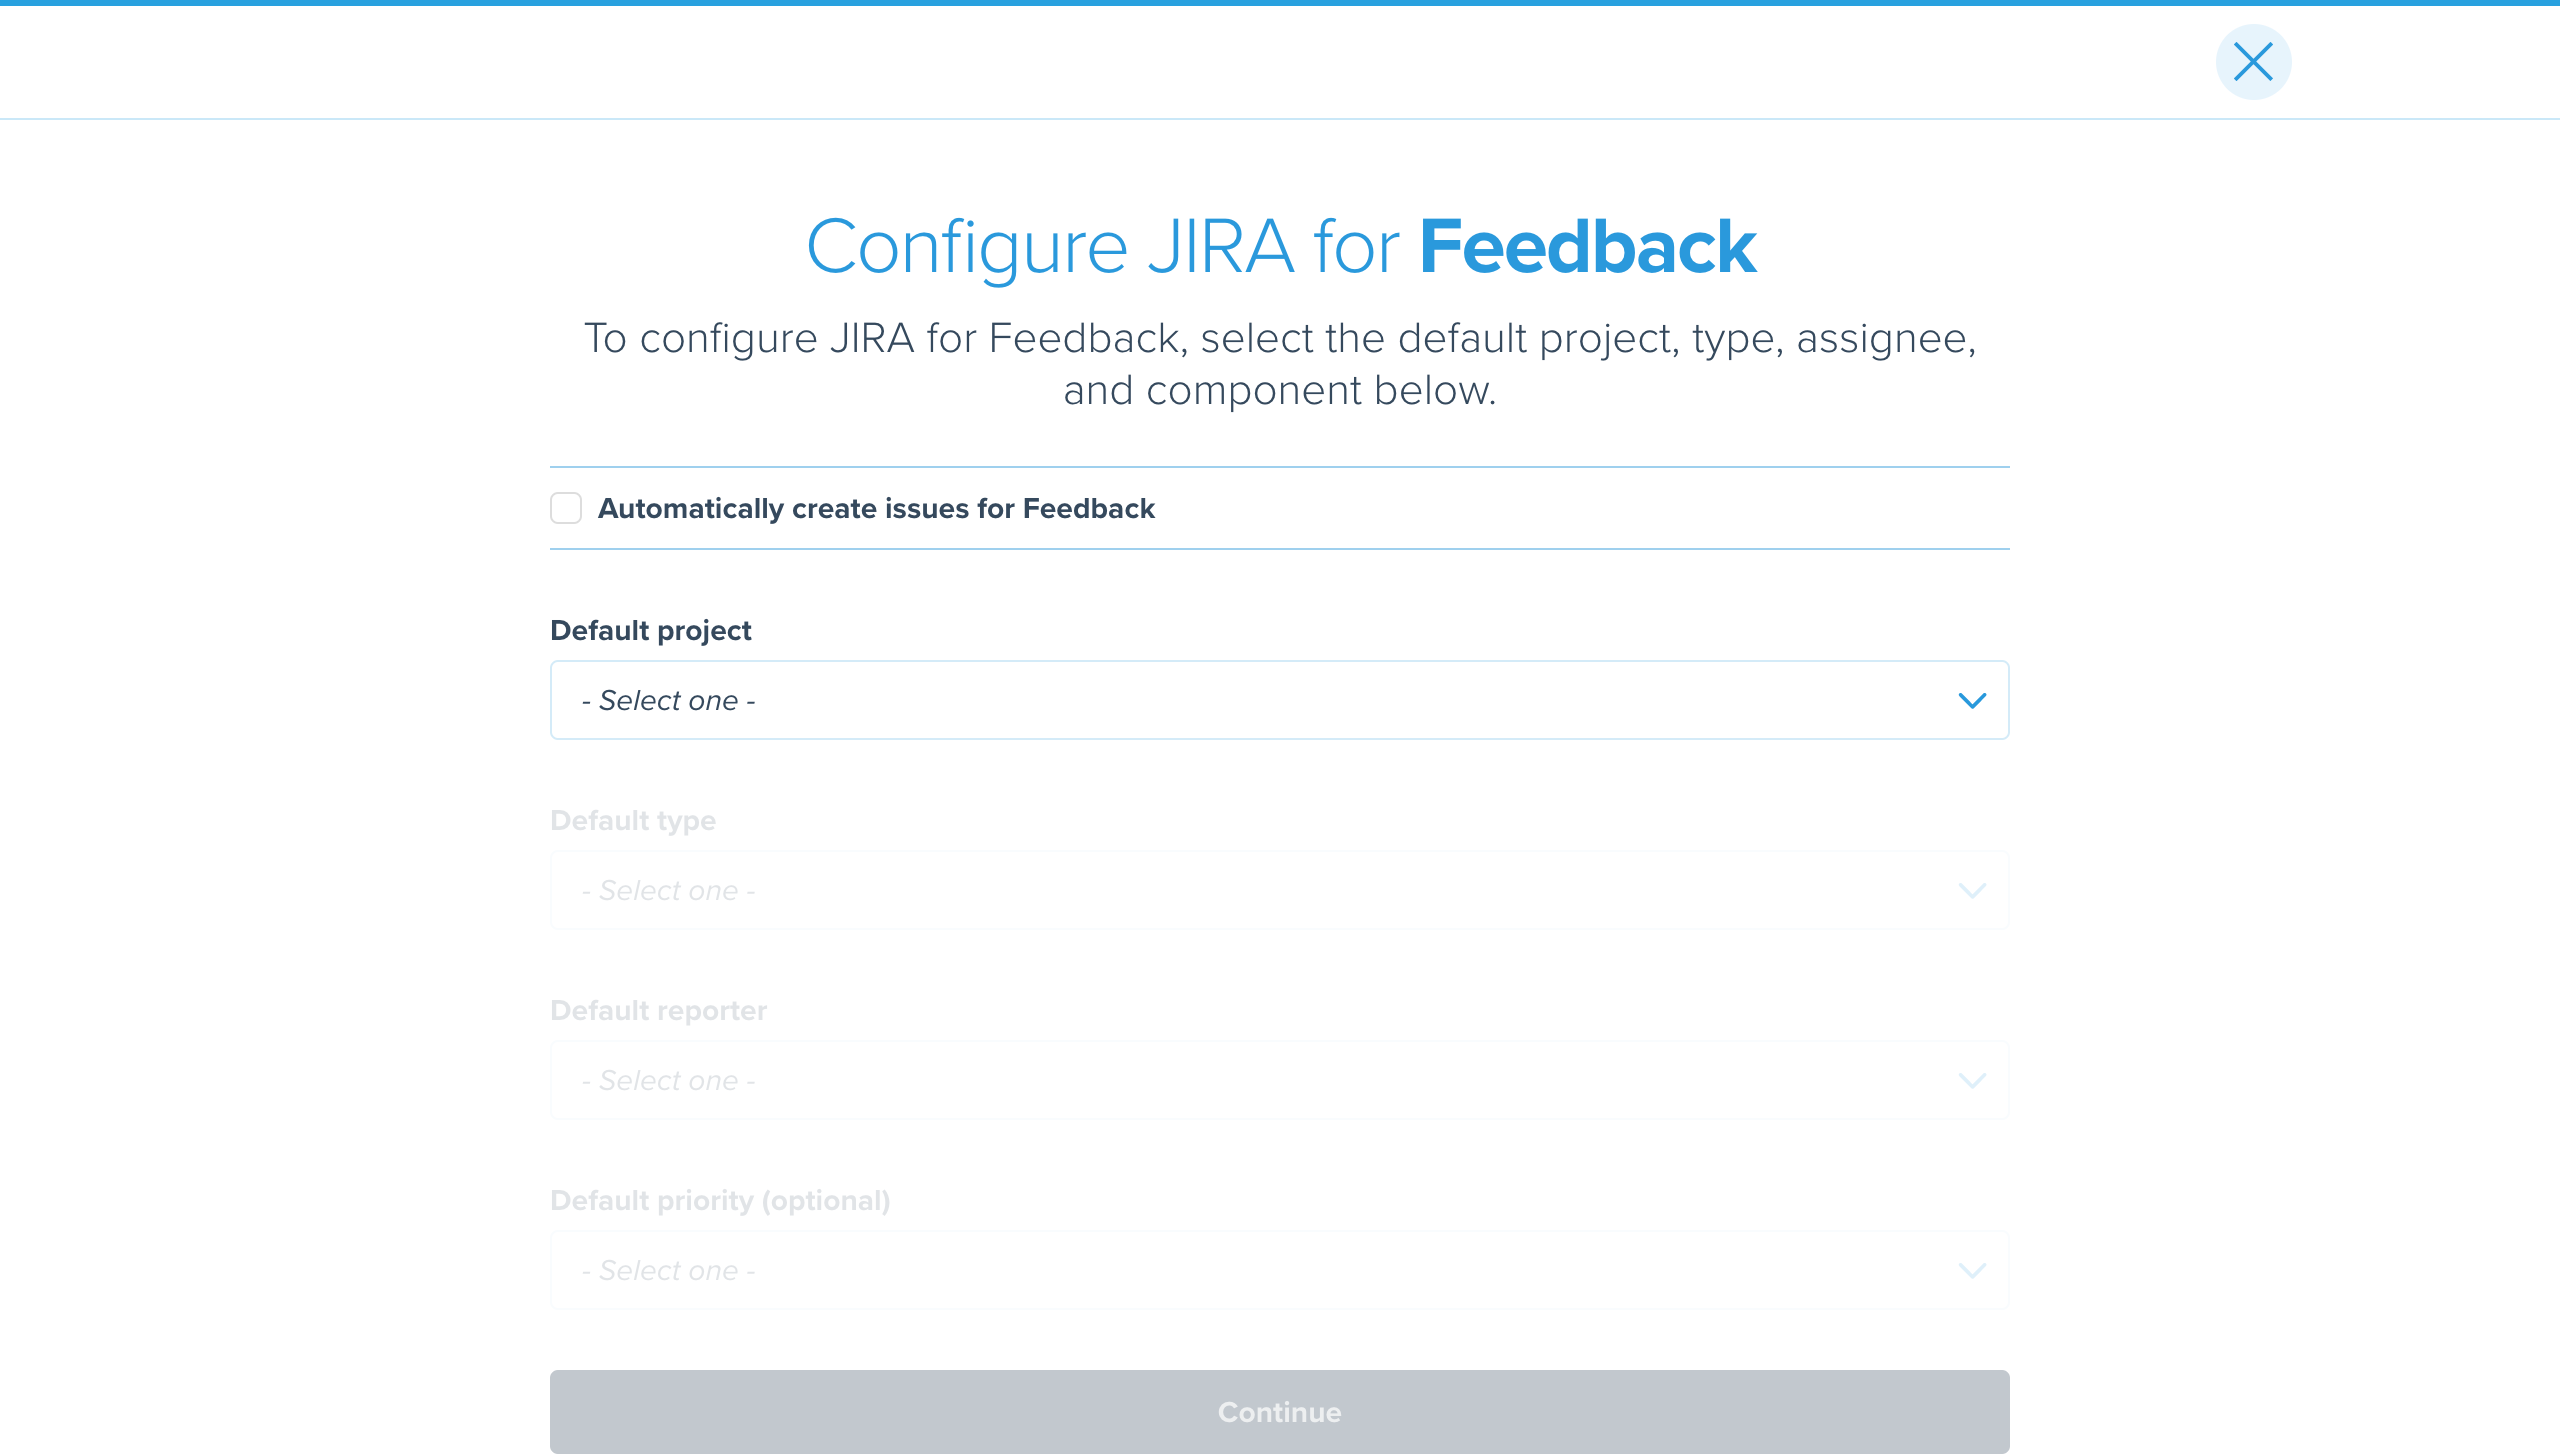 Configure JIRA for Feedback
To configure JIRA for Feedback, select the default project, type, assignee,
and component below.
Automatically create issues for Feedback
Default project
- Select one -
Default type
- Select one -
Default reporter
- Select one -
Default priority (optional)
- Select one -
Continue